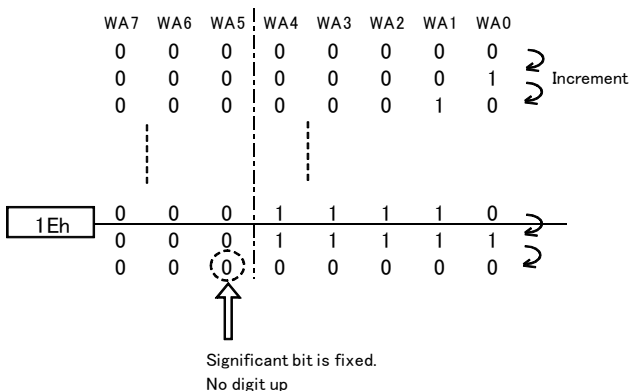 WA7 WA6 WA5 WA4 WA3 WA2 WA1 WA0
0 0 0 0 0 0 0 0
0 0 0 0 0 0 0 1 Increment
0 0 0 0 0 0 1 0
0 0 0 1 1 1 1 0
1Eh
0 0 0 1 1 1 1 1
0 0 0 0 0 0 0 0
Significant bit is fixed.
No digit up